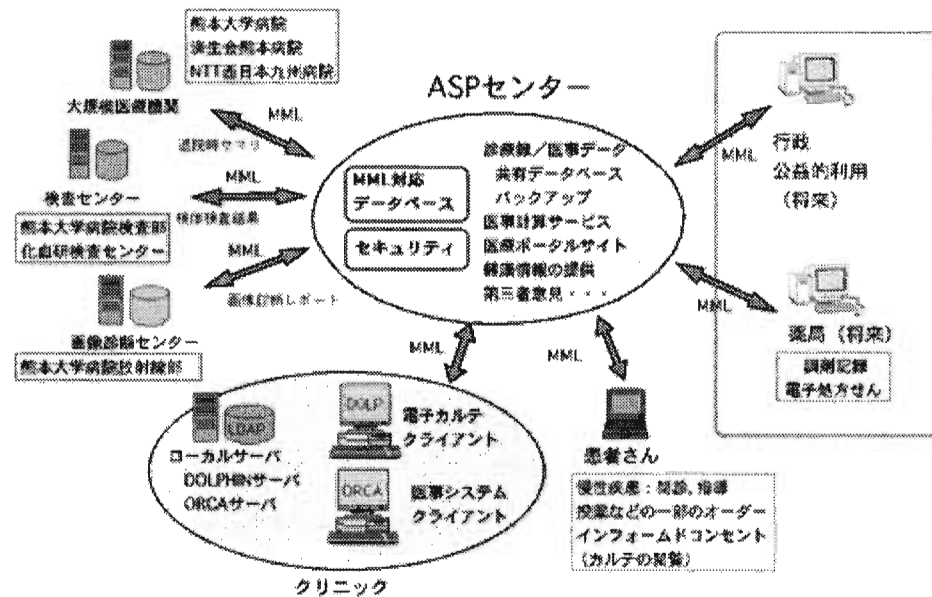 熊本大学病院
済生会熊本病院
NTT西日本九州病院
大規模医療機関
MML
退院時サマリ
検査センター
MML
検体検査結果
熊本大学病院検査部
化血研検査センター
MML
画像診断レポート
画像診断センター
熊本大学病院放射線部
ASPセンター
MML対応
データベース
セキュリティ
診療録/医事データ
共有データベース
バックアップ
医事計算サービス
医療ポータルサイト
健康情報の提供
第三者意見・・・
MML
行政
公益的利用
(将来)
MML
薬局(将来)
調剤記録
電子処方せん
MML
MML
LDAP
ローカルサーバ
DOLPHINサーバ
ORCAサーバ
DOLP
電子カルテ
クライアント
ORCA
医事システム
クライアント
クリニック
患者さん
慢性疾患:問診,指導
投薬などの一部のオーダー
インフォームドコンセント
(カルテの閲覧)